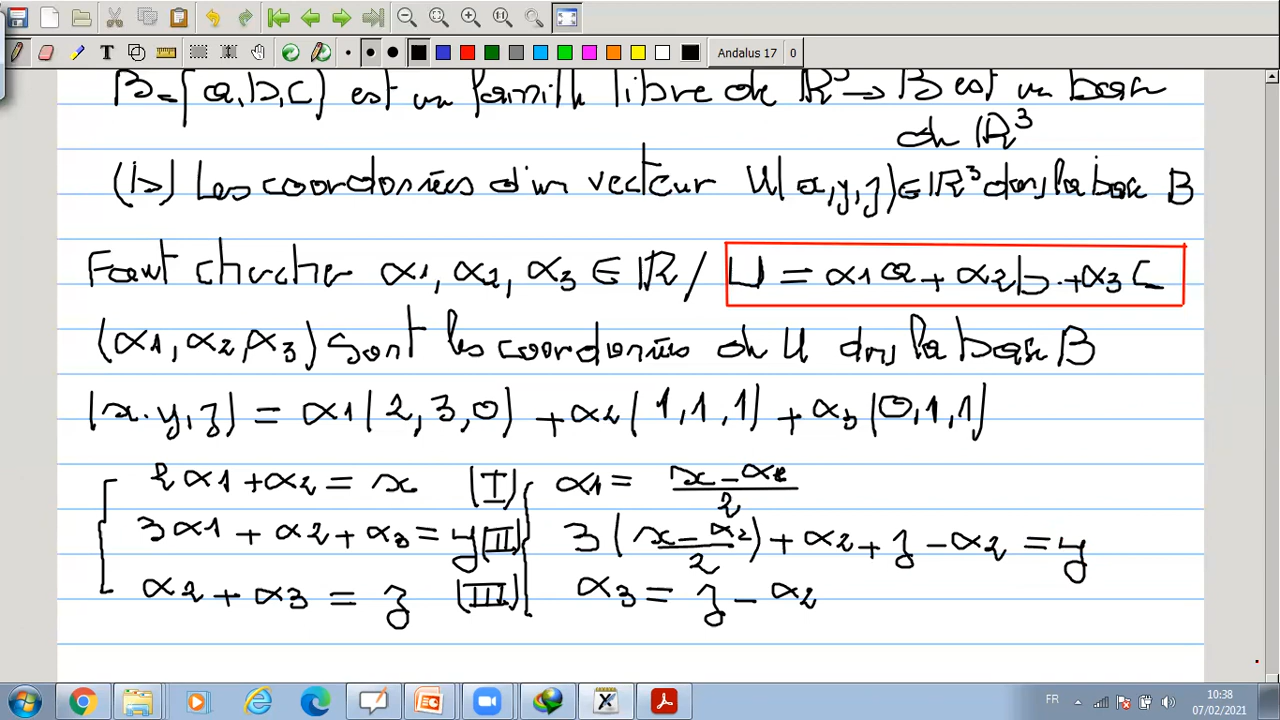 Andalus 17 0
B = {a,b,c} est un famille libre de R³ → B est un base
de R³
(b) Les coordonnées d'un vecteur U(x,y,z)∈R³ dans la base B
Faut chercher α1, α2, α3 ∈ R / U = α1 a + α2 b + α3 c
(α1, α2, α3) sont les coordonnées de U dans la base B
(x.y,z) = α1(2,3,0) + α2(1,1,1) + α3(0,1,1)
2α1+α2 = x (I) α1 = (x-α2)/2
3α1 + α2 + α3 = y (II) 3((x-α2)/2) + α2 + z - α2 = y
α2 + α3 = z (III) α3 = z - α2
FR
10:38
07/02/2021